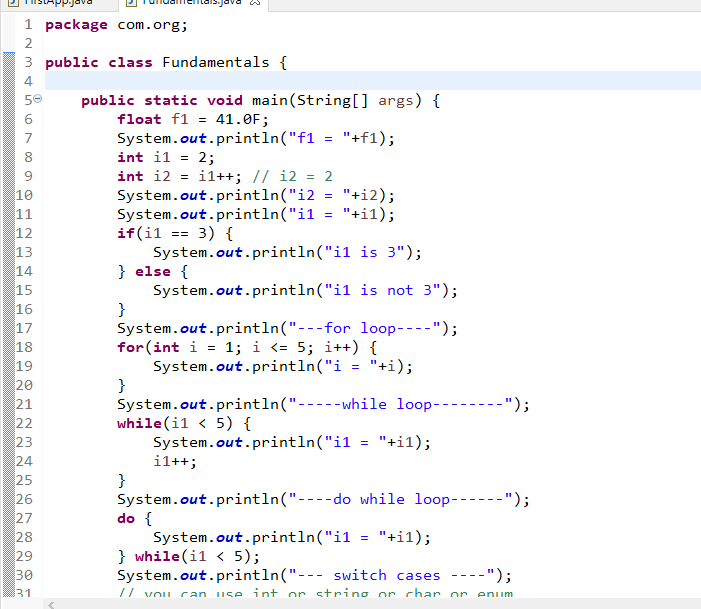 FirstApp.java Fundamentals.java
1 package com.org;
2
3 public class Fundamentals {
4
5 public static void main(String[] args) {
6 float f1 = 41.0F;
7 System.out.println("f1 = "+f1);
8 int i1 = 2;
9 int i2 = i1++; // i2 = 2
10 System.out.println("i2 = "+i2);
11 System.out.println("i1 = "+i1);
12 if(i1 == 3) {
13 System.out.println("i1 is 3");
14 } else {
15 System.out.println("i1 is not 3");
16 }
17 System.out.println("---for loop----");
18 for(int i = 1; i <= 5; i++) {
19 System.out.println("i = "+i);
20 }
21 System.out.println("-----while loop--------");
22 while(i1 < 5) {
23 System.out.println("i1 = "+i1);
24 i1++;
25 }
26 System.out.println("----do while loop------");
27 do {
28 System.out.println("i1 = "+i1);
29 } while(i1 < 5);
30 System.out.println("--- switch cases ----");
31 // you can use int or string or char or enum